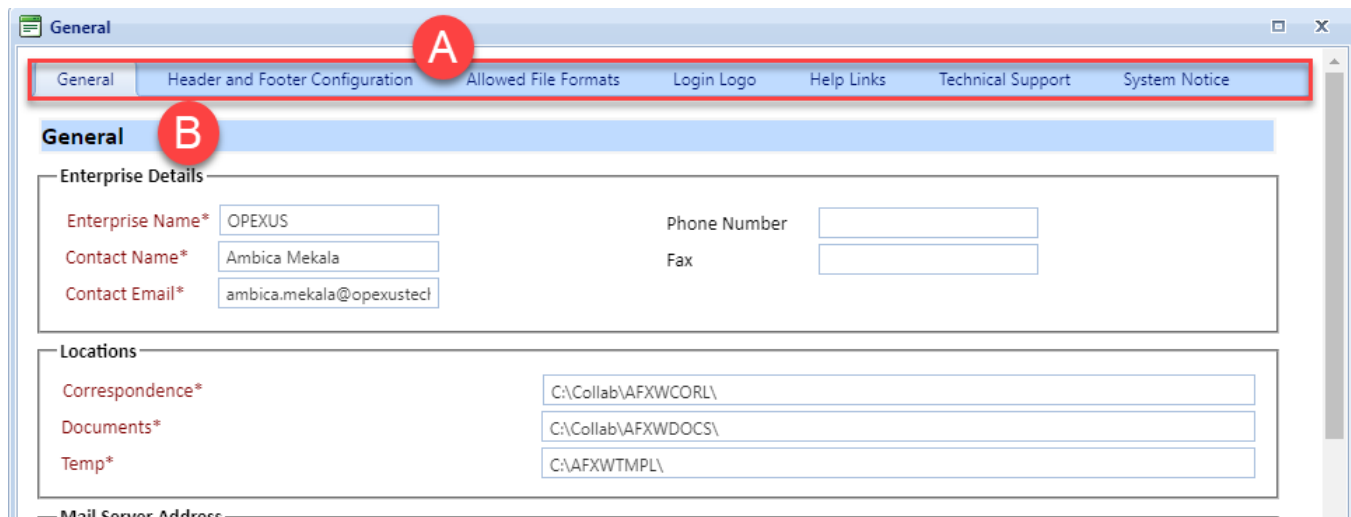 General
A
General Header and Footer Configuration Allowed File Formats Login Logo Help Links Technical Support System Notice
General B
Enterprise Details
Enterprise Name* OPEXUS Phone Number
Contact Name* Ambica Mekala Fax
Contact Email* ambica.mekala@opexustech
Locations
Correspondence* C:\Collab\AFXWCORL\
Documents* C:\Collab\AFXWDOCS\
Temp* C:\AFXWTMPL\
Mail Server Address